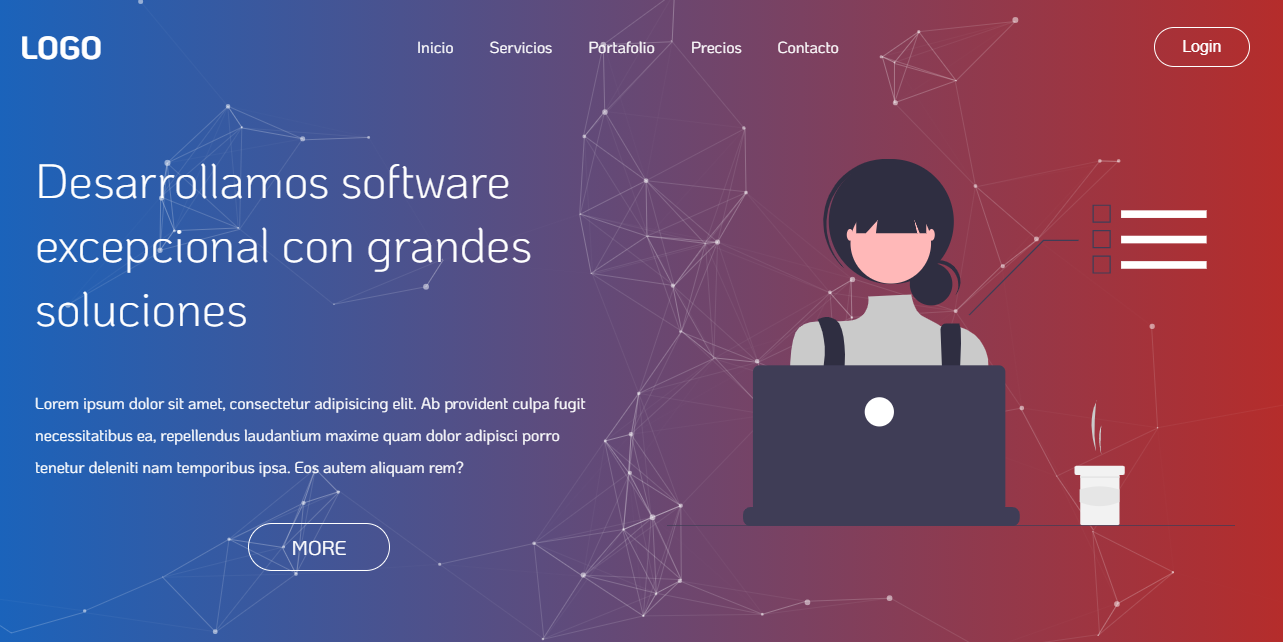 LOGO
Inicio Servicios Portafolio Precios Contacto
Login
Desarrollamos software
excepcional con grandes
soluciones
Lorem ipsum dolor sit amet, consectetur adipisicing elit. Ab provident culpa fugit
necessitatibus ea, repellendus laudantium maxime quam dolor adipisci porro
tenetur deleniti nam temporibus ipsa. Eos autem aliquam rem?
MORE